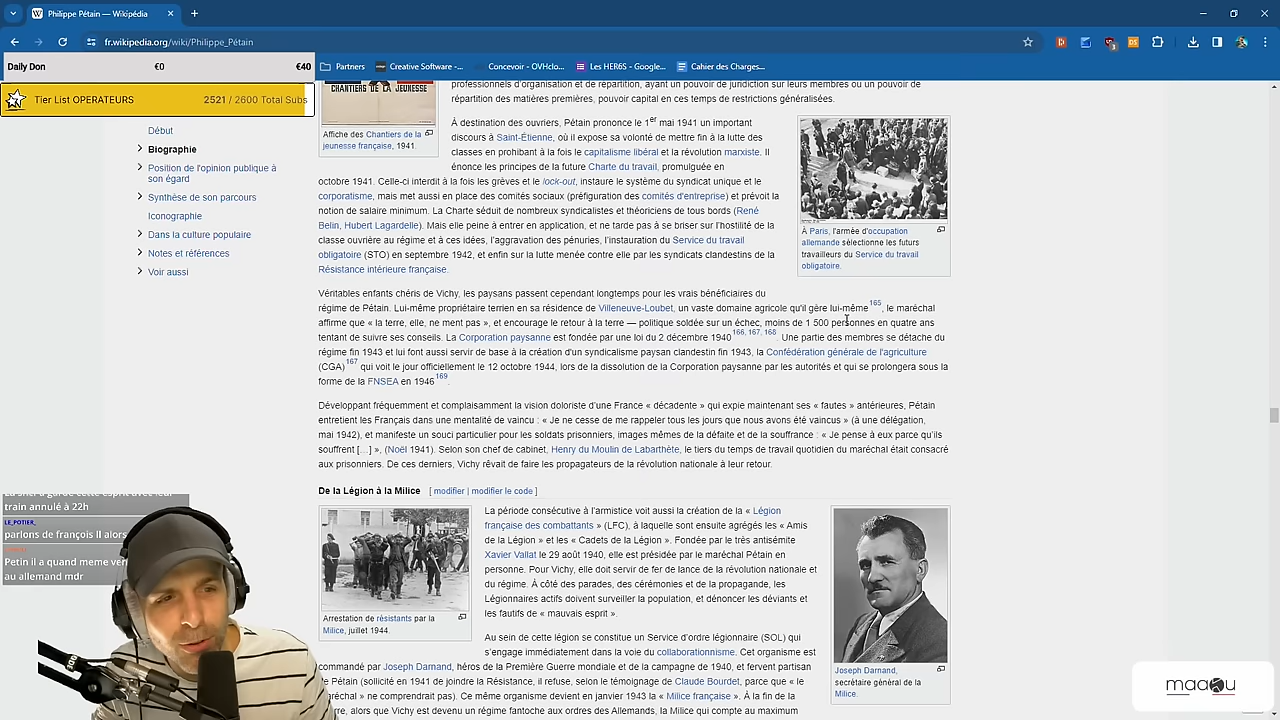 Philippe Pétain — Wikipédia
fr.wikipedia.org/wiki/Philippe_Pétain
Daily Don €0 €40
Partners Creative Software -... Concevoir - OVHclo... Les HER6S - Google... Cahier des Charges...
Tier List OPERATEURS 2521 / 2600 Total Subs
Début
Biographie
Position de l'opinion publique à
son égard
Synthèse de son parcours
Iconographie
Dans la culture populaire
Notes et références
Voir aussi
CHANTIERS DE LA JEUNESSE
Affiche des Chantiers de la
jeunesse française, 1941.
professionnels d'organisation et de répartition, ayant un pouvoir de juridiction sur leurs membres ou un pouvoir de
répartition des matières premières, pouvoir capital en ces temps de restrictions généralisées.
À destination des ouvriers, Pétain prononce le 1er mai 1941 un important
discours à Saint-Étienne, où il expose sa volonté de mettre fin à la lutte des
classes en prohibant à la fois le capitalisme libéral et la révolution marxiste. Il
énonce les principes de la future Charte du travail, promulguée en
octobre 1941. Celle-ci interdit à la fois les grèves et le lock-out, instaure le système du syndicat unique et le
corporatisme, mais met aussi en place des comités sociaux (préfiguration des comités d'entreprise) et prévoit la
notion de salaire minimum. La Charte séduit de nombreux syndicalistes et théoriciens de tous bords (René
Belin, Hubert Lagardelle). Mais elle peine à entrer en application, et ne tarde pas à se briser sur l'hostilité de la
classe ouvrière au régime et à ces idées, l'aggravation des pénuries, l'instauration du Service du travail
obligatoire (STO) en septembre 1942, et enfin sur la lutte menée contre elle par les syndicats clandestins de la
Résistance intérieure française.
À Paris, l'armée d'occupation
allemande sélectionne les futurs
travailleurs du Service du travail
obligatoire.
Véritables enfants chéris de Vichy, les paysans passent cependant longtemps pour les vrais bénéficiaires du
régime de Pétain. Lui-même propriétaire terrien en sa résidence de Villeneuve-Loubet, un vaste domaine agricole qu'il gère lui-même165, le maréchal
affirme que « la terre, elle, ne ment pas », et encourage le retour à la terre — politique soldée sur un échec, moins de 1 500 personnes en quatre ans
tentant de suivre ses conseils. La Corporation paysanne est fondée par une loi du 2 décembre 1940166, 167, 168. Une partie des membres se détache du
régime fin 1943 et lui font aussi servir de base à la création d'un syndicalisme paysan clandestin fin 1943, la Confédération générale de l'agriculture
(CGA)167 qui voit le jour officiellement le 12 octobre 1944, lors de la dissolution de la Corporation paysanne par les autorités et qui se prolongera sous la
forme de la FNSEA en 1946169.
Développant fréquemment et complaisamment la vision doloriste d'une France « décadente » qui expie maintenant ses « fautes » antérieures, Pétain
entretient les Français dans une mentalité de vaincu : « Je ne cesse de me rappeler tous les jours que nous avons été vaincus » (à une délégation,
mai 1942), et manifeste un souci particulier pour les soldats prisonniers, images mêmes de la défaite et de la souffrance : « Je pense à eux parce qu'ils
souffrent [...] », (Noël 1941). Selon son chef de cabinet, Henry du Moulin de Labarthète, le tiers du temps de travail quotidien du maréchal était consacré
aux prisonniers. De ces derniers, Vichy rêvait de faire les propagateurs de la révolution nationale à leur retour.
De la Légion à la Milice [ modifier | modifier le code ]
Arrestation de résistants par la
Milice, juillet 1944.
La période consécutive à l'armistice voit aussi la création de la « Légion
française des combattants » (LFC), à laquelle sont ensuite agrégés les « Amis
de la Légion » et les « Cadets de la Légion ». Fondée par le très antisémite
Xavier Vallat le 29 août 1940, elle est présidée par le maréchal Pétain en
personne. Pour Vichy, elle doit servir de fer de lance de la révolution nationale et
du régime. À côté des parades, des cérémonies et de la propagande, les
Légionnaires actifs doivent surveiller la population, et dénoncer les déviants et
les fautifs de « mauvais esprit ».
Au sein de cette légion se constitue un Service d'ordre légionnaire (SOL) qui
s'engage immédiatement dans la voie du collaborationnisme. Cet organisme est
commandé par Joseph Darnand, héros de la Première Guerre mondiale et de la campagne de 1940, et fervent partisan
de Pétain (sollicité en 1941 de joindre la Résistance, il refuse, selon le témoignage de Claude Bourdet, parce que « le
maréchal » ne comprendrait pas). Ce même organisme devient en janvier 1943 la « Milice française ». À la fin de la
guerre, alors que Vichy est devenu un régime fantoche aux ordres des Allemands, la Milice qui compte au maximum
Joseph Darnand,
secrétaire général de la
Milice.
train annulé à 22h
LE_POTIER_
parlons de françois II alors
Petin il a quand meme
au allemand mdr
maaou